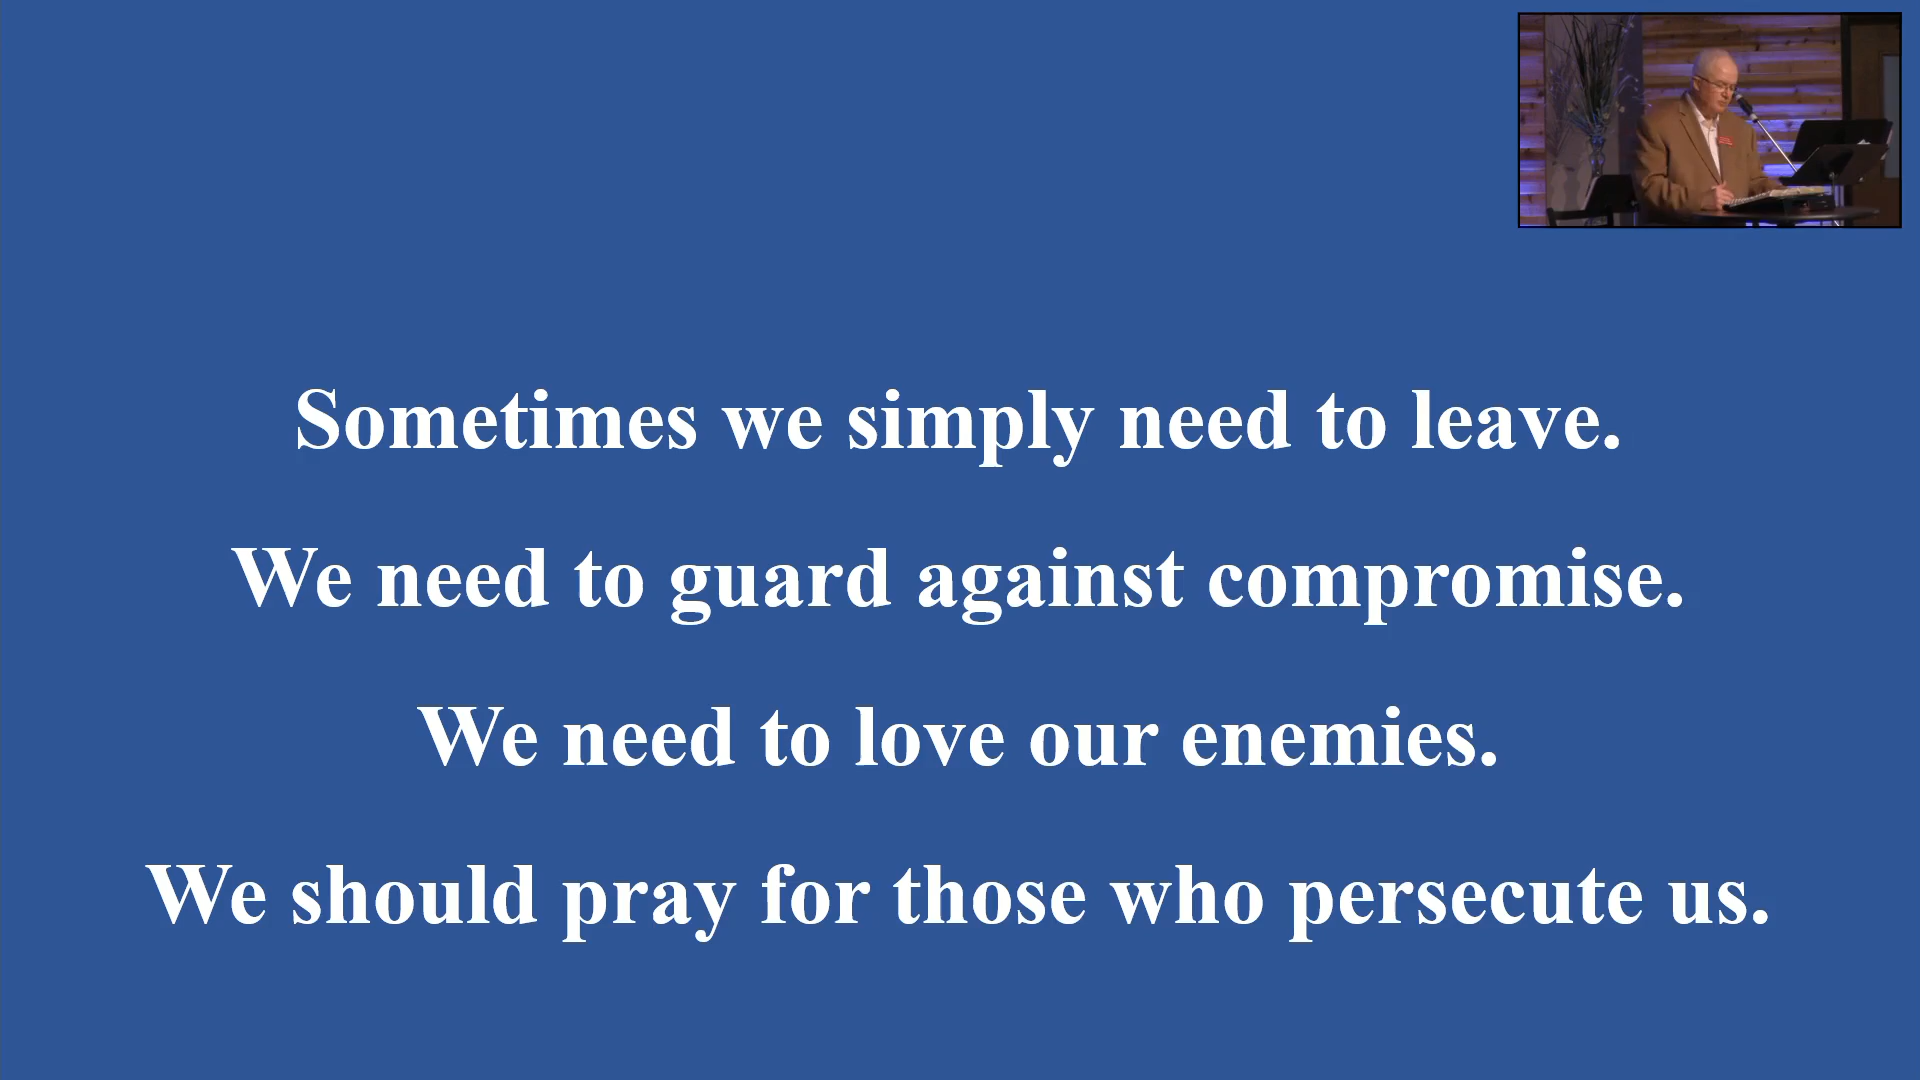 Sometimes we simply need to leave.
We need to guard against compromise.
We need to love our enemies.
We should pray for those who persecute us.